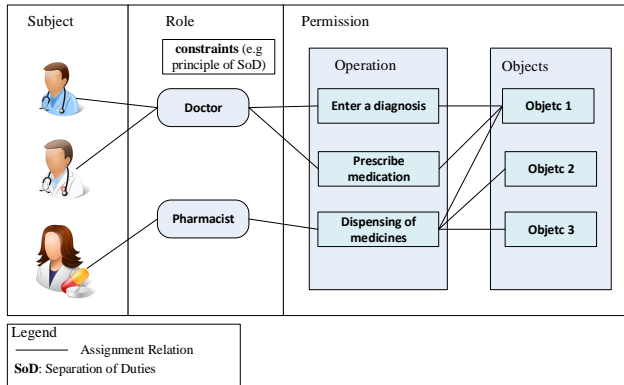 Subject
Role
Permission
constraints (e.g
principle of SoD)
Operation
Objects
Doctor
Enter a diagnosis
Objetc 1
Prescribe
medication
Objetc 2
Pharmacist
Dispensing of
medicines
Objetc 3
Legend
Assignment Relation
SoD: Separation of Duties